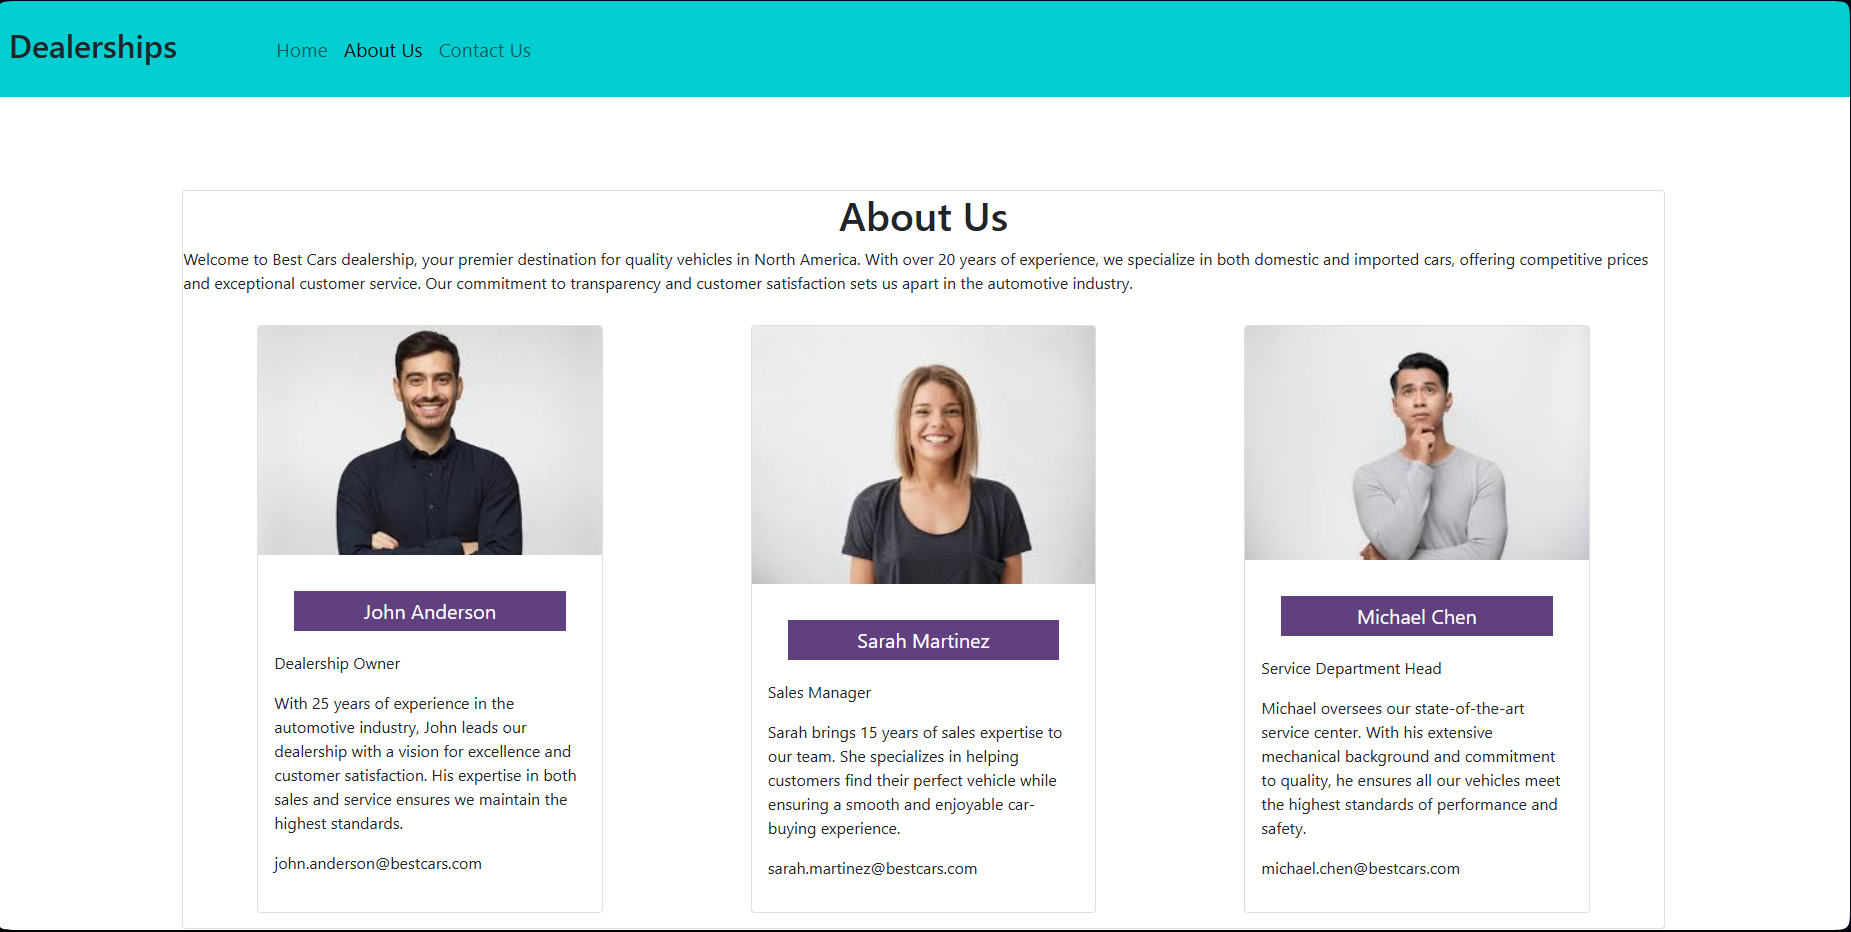 Dealerships
Home About Us Contact Us
About Us
Welcome to Best Cars dealership, your premier destination for quality vehicles in North America. With over 20 years of experience, we specialize in both domestic and imported cars, offering competitive prices
and exceptional customer service. Our commitment to transparency and customer satisfaction sets us apart in the automotive industry.
John Anderson
Dealership Owner
With 25 years of experience in the
automotive industry, John leads our
dealership with a vision for excellence and
customer satisfaction. His expertise in both
sales and service ensures we maintain the
highest standards.
john.anderson@bestcars.com
Sarah Martinez
Sales Manager
Sarah brings 15 years of sales expertise to
our team. She specializes in helping
customers find their perfect vehicle while
ensuring a smooth and enjoyable car-
buying experience.
sarah.martinez@bestcars.com
Michael Chen
Service Department Head
Michael oversees our state-of-the-art
service center. With his extensive
mechanical background and commitment
to quality, he ensures all our vehicles meet
the highest standards of performance and
safety.
michael.chen@bestcars.com